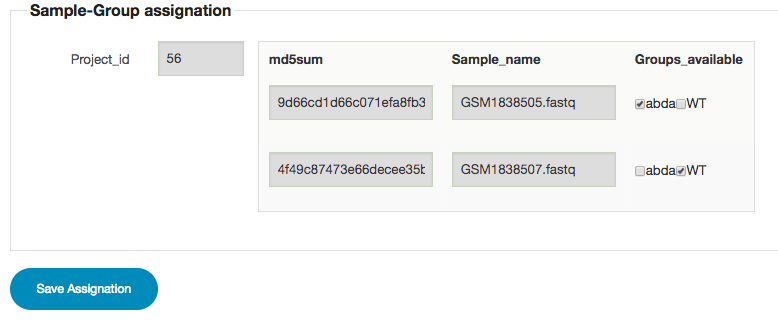 Sample-Group assignation
Project_id 56 md5sum Sample_name Groups_available
9d66cd1d66c071efa8fb3 GSM1838505.fastq abda WT
4f49c87473e66decee35b GSM1838507.fastq abda WT
Save Assignation